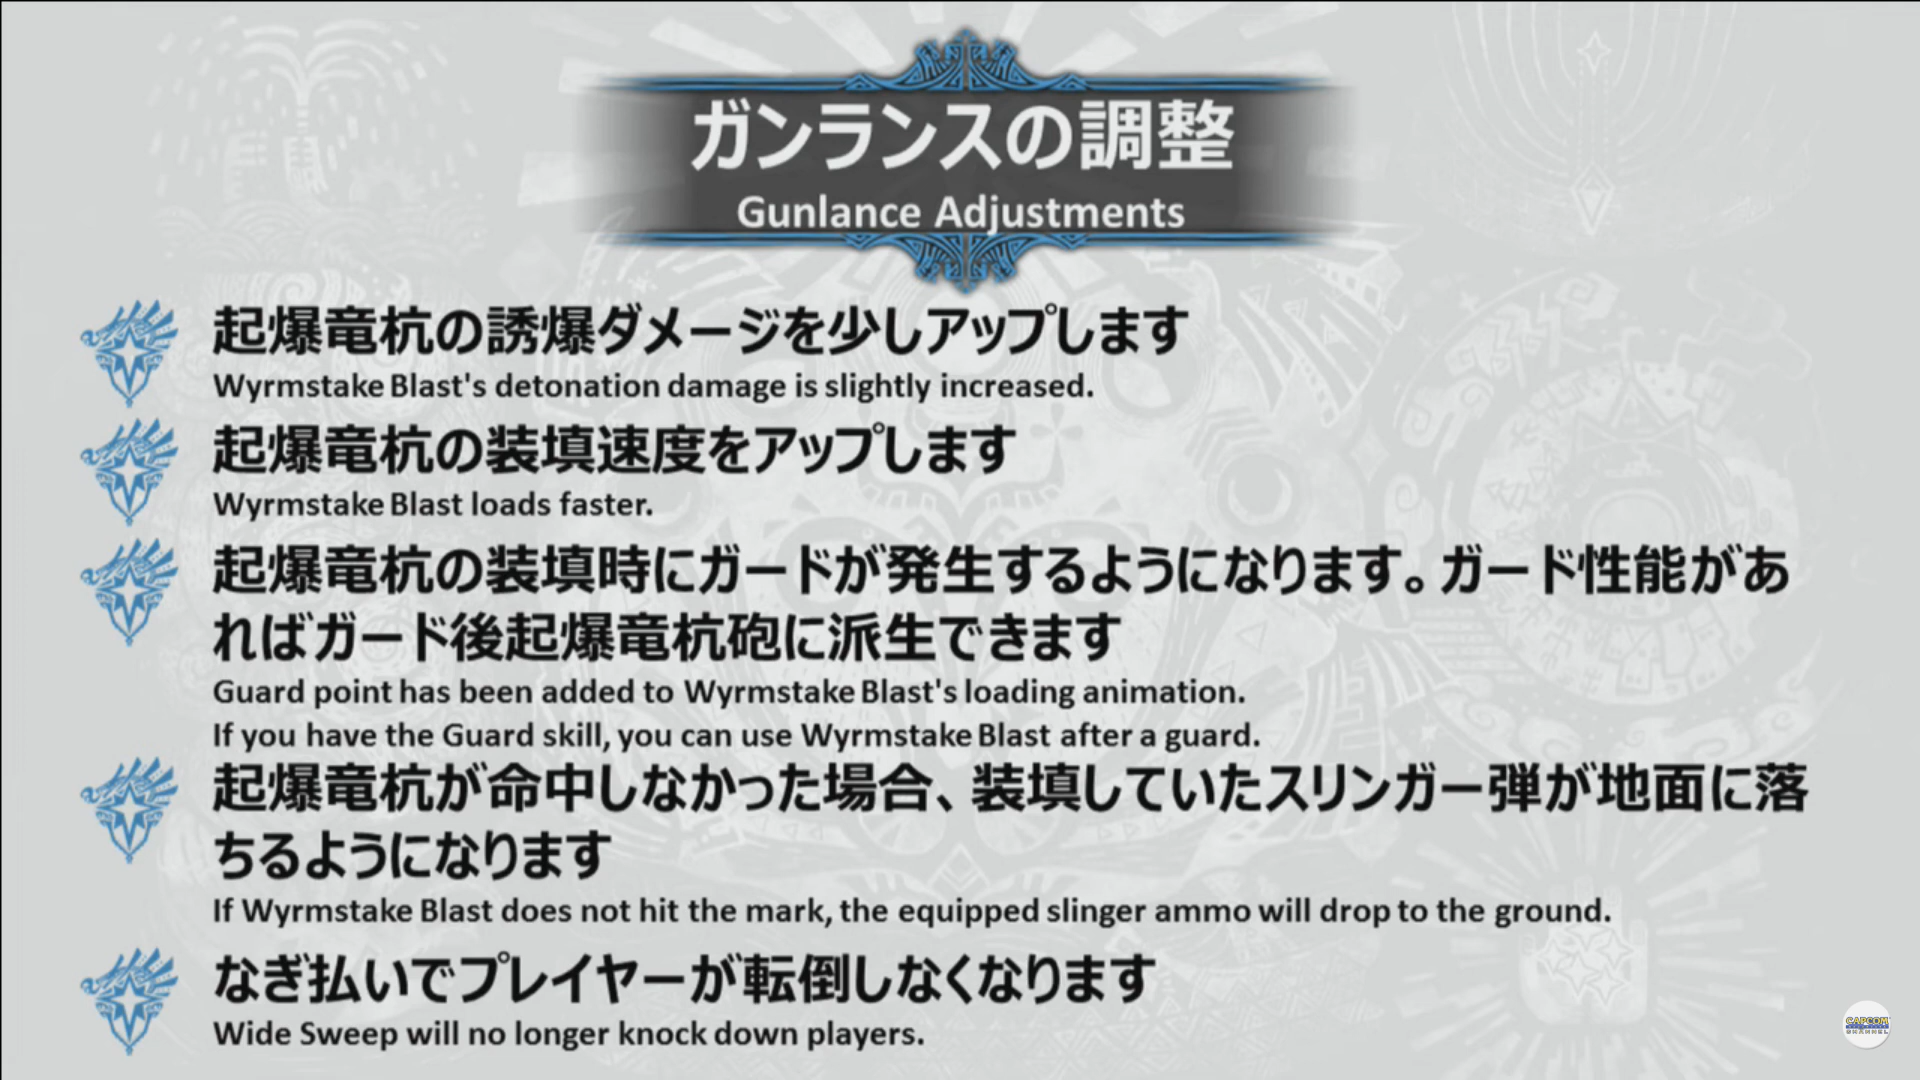 ガンランスの調整
Gunlance Adjustments
起爆竜杭の誘爆ダメージを少しアップします
Wyrmstake Blast's detonation damage is slightly increased.
起爆竜杭の装填速度をアップします
Wyrmstake Blast loads faster.
起爆竜杭の装填時にガードが発生するようになります。ガード性能があ
ればガード後起爆竜杭砲に派生できます
Guard point has been added to Wyrmstake Blast's loading animation.
If you have the Guard skill, you can use Wyrmstake Blast after a guard.
起爆竜杭が命中しなかった場合、装填していたスリンガー弾が地面に落
ちるようになります
If Wyrmstake Blast does not hit the mark, the equipped slinger ammo will drop to the ground.
なぎ払いでプレイヤーが転倒しなくなります
Wide Sweep will no longer knock down players.
CAPCOM
CHANNEL